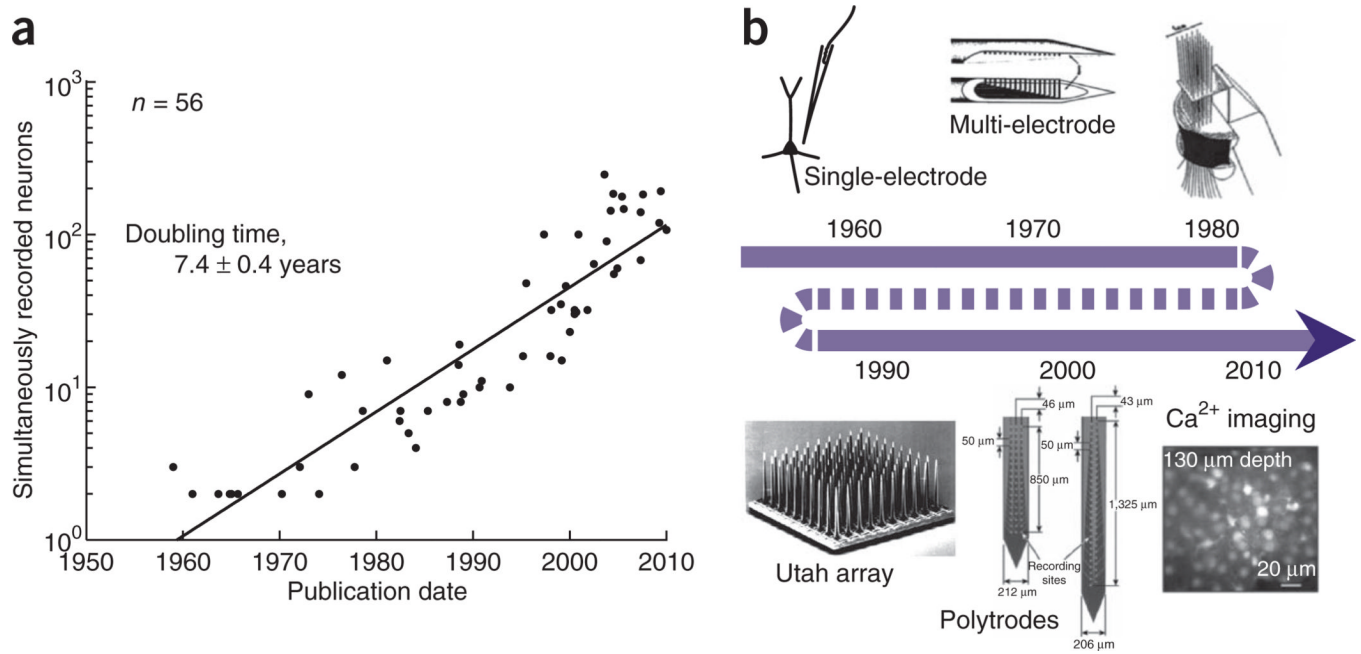 a
10³
10²
10¹
10⁰
Simultaneously recorded neurons
n = 56
Doubling time,
7.4 ± 0.4 years
1950 1960 1970 1980 1990 2000 2010
Publication date
b
Single-electrode
Multi-electrode
1960 1970 1980
1990 2000 2010
Utah array
46 µm
50 µm
850 µm
212 µm
43 µm
50 µm
1,325 µm
Recording
sites
206 µm
Polytrodes
Ca²⁺ imaging
130 µm depth
20 µm